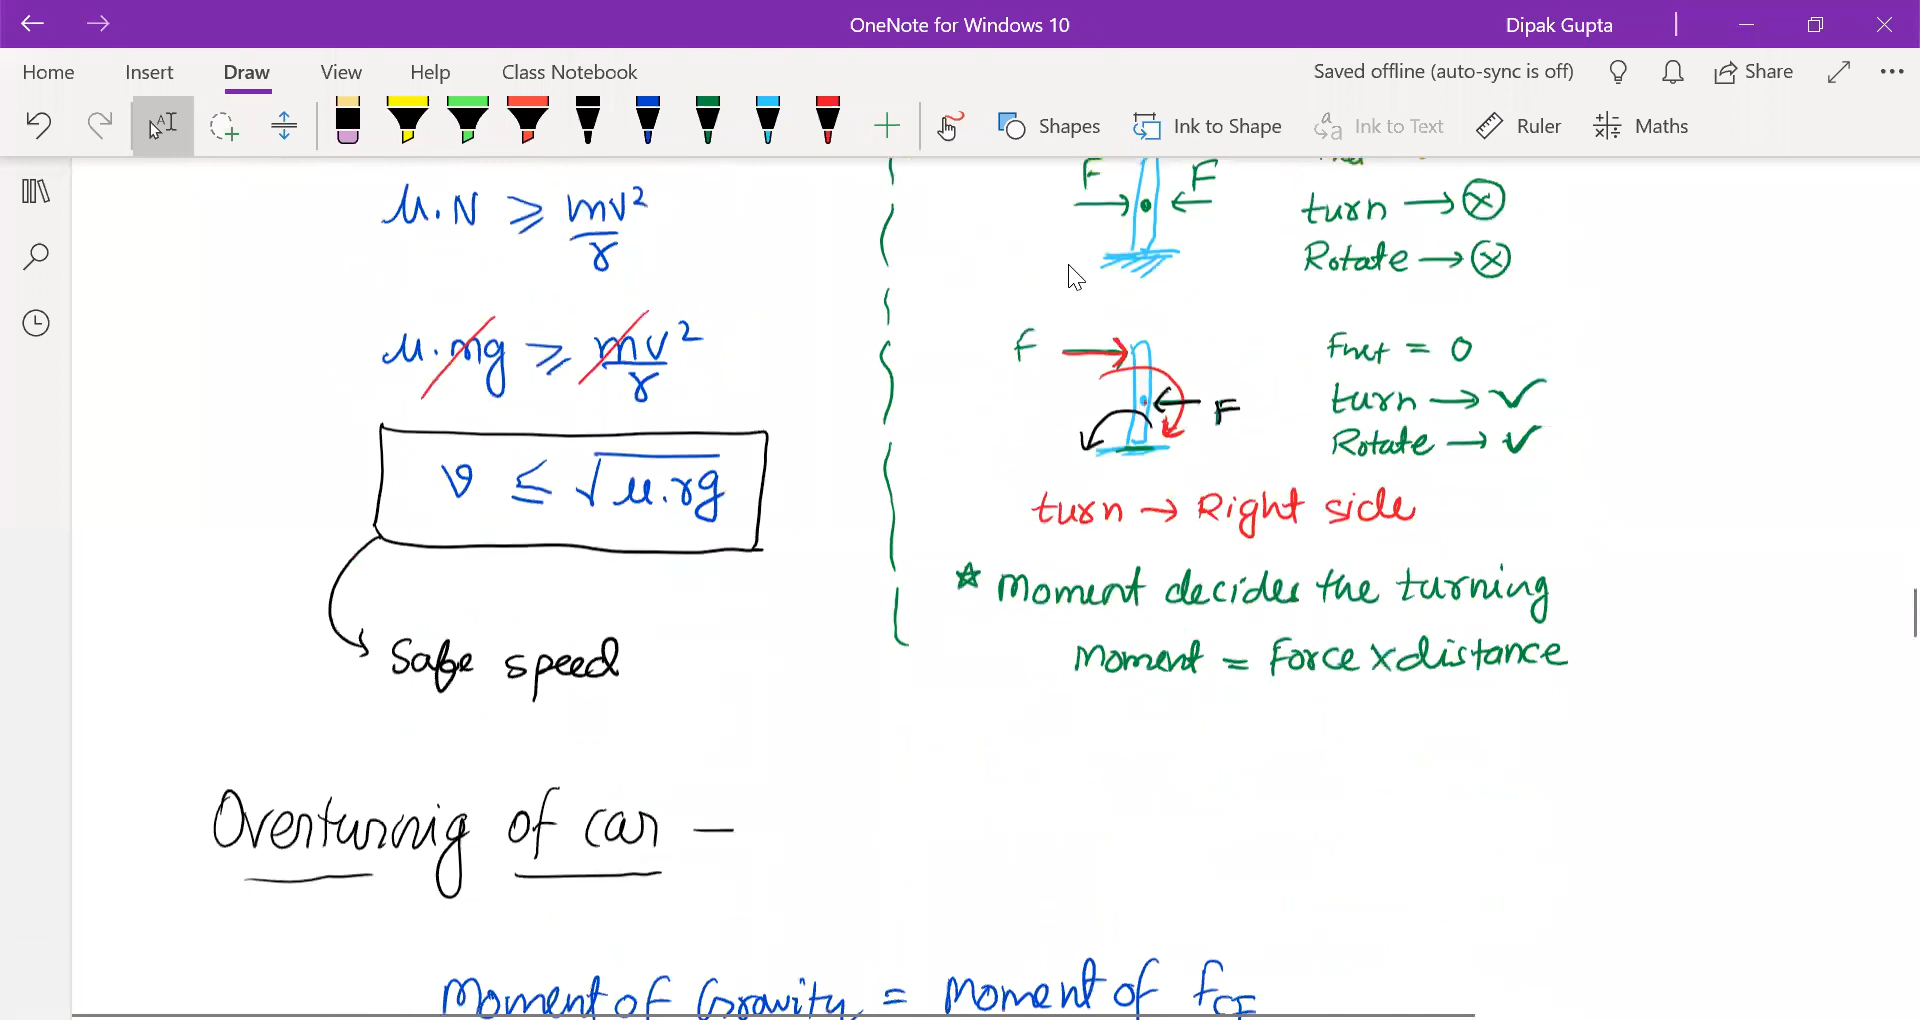 OneNote for Windows 10
Dipak Gupta
Home Insert Draw View Help Class Notebook
Saved offline (auto-sync is off) Share
Shapes Ink to Shape Ink to Text Ruler Maths
μ.N ≥ mv²/r
μ.mg ≥ mv²/r
v ≤ √μ.rg
Safe speed
F F
turn → ⊗
Rotate → ⊗
F
F
Fnet = 0
turn → ✓
Rotate → ✓
turn → Right side
* Moment decides the turning
Moment = Force x distance
Overturnig of car —
Moment of Gravity = Moment of fCF